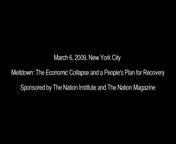 March 6, 2009, New York City
Meltdown: The Economic Collapse and a People's Plan for Recovery
Sponsored by The Nation Institute and The Nation Magazine